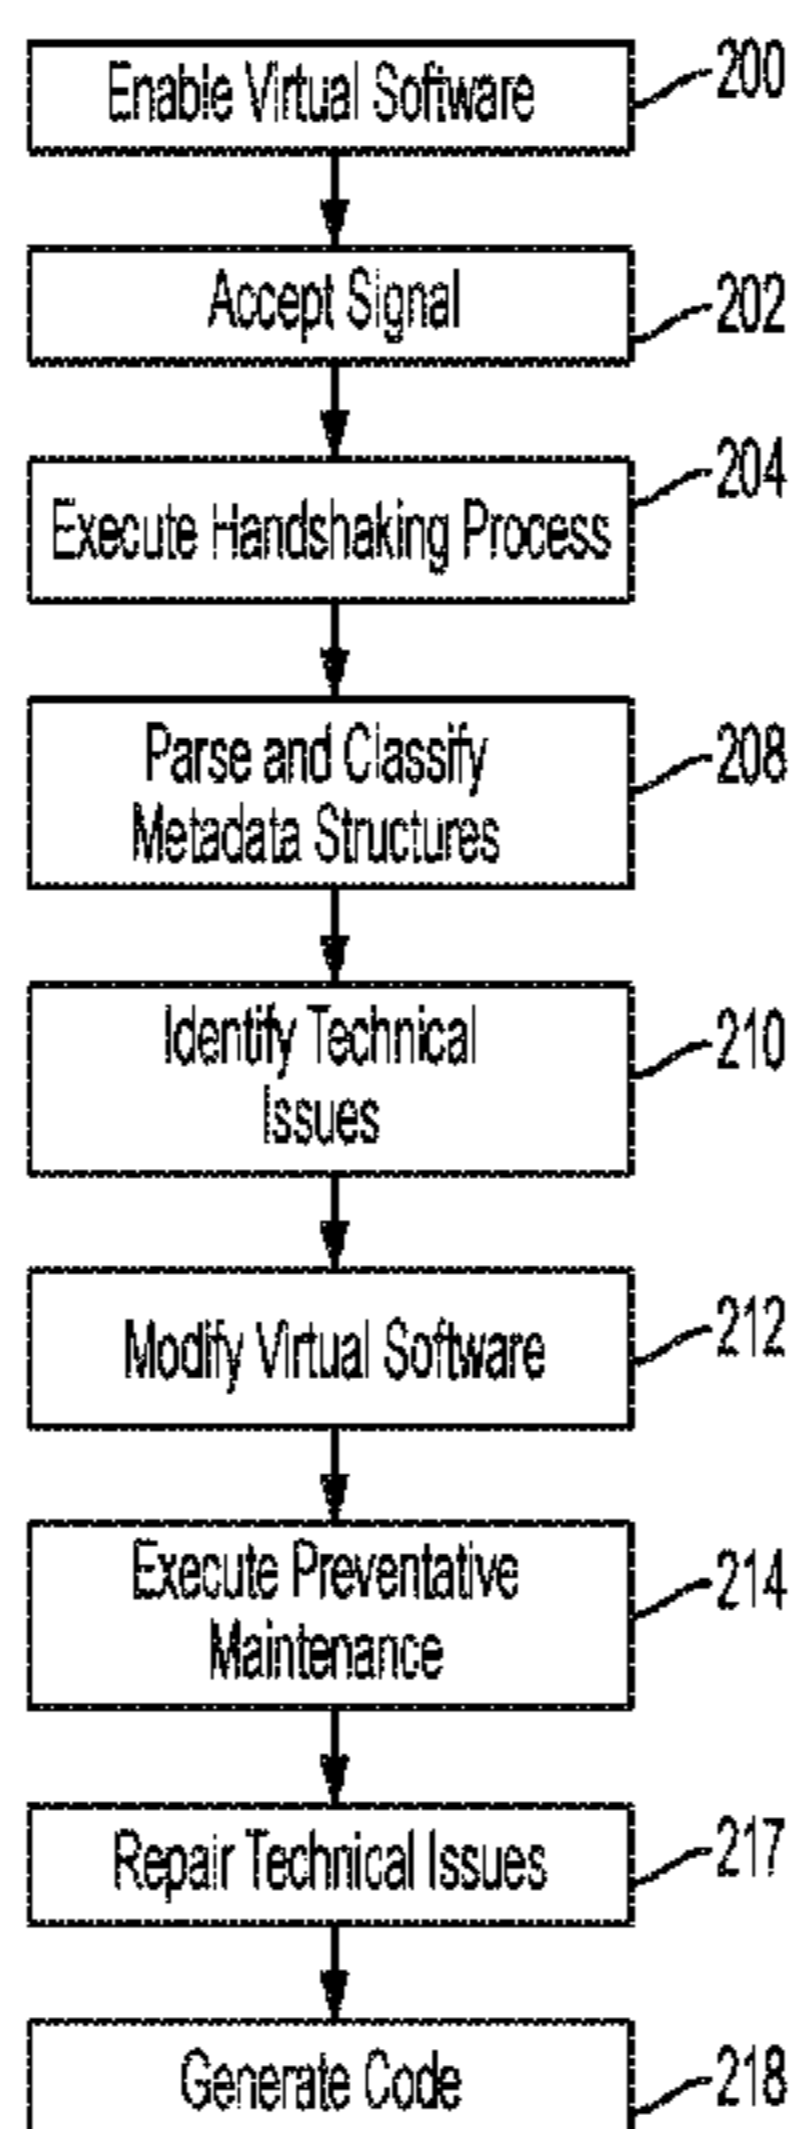 Enable Virtual Software
200
Accept Signal
202
Execute Handshaking Process
204
Parse and Classify
Metadata Structures
208
Identify Technical
Issues
210
Modify Virtual Software
212
Execute Preventative
Maintenance
214
Repair Technical Issues
217
Generate Code
218